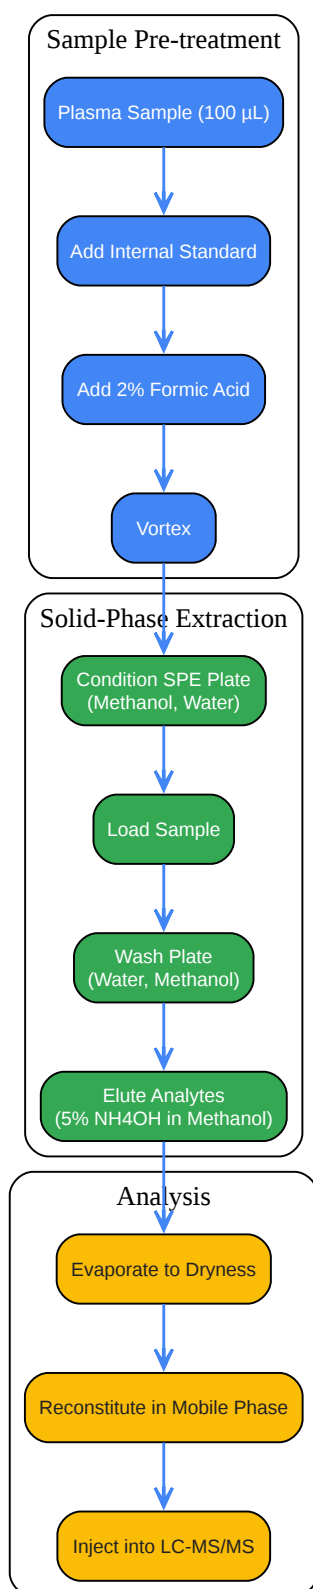 Sample Pre-treatment
Plasma Sample (100 µL)
Add Internal Standard
Add 2% Formic Acid
Vortex
Solid-Phase Extraction
Condition SPE Plate
(Methanol, Water)
Load Sample
Wash Plate
(Water, Methanol)
Elute Analytes
(5% NH4OH in Methanol)
Analysis
Evaporate to Dryness
Reconstitute in Mobile Phase
Inject into LC-MS/MS